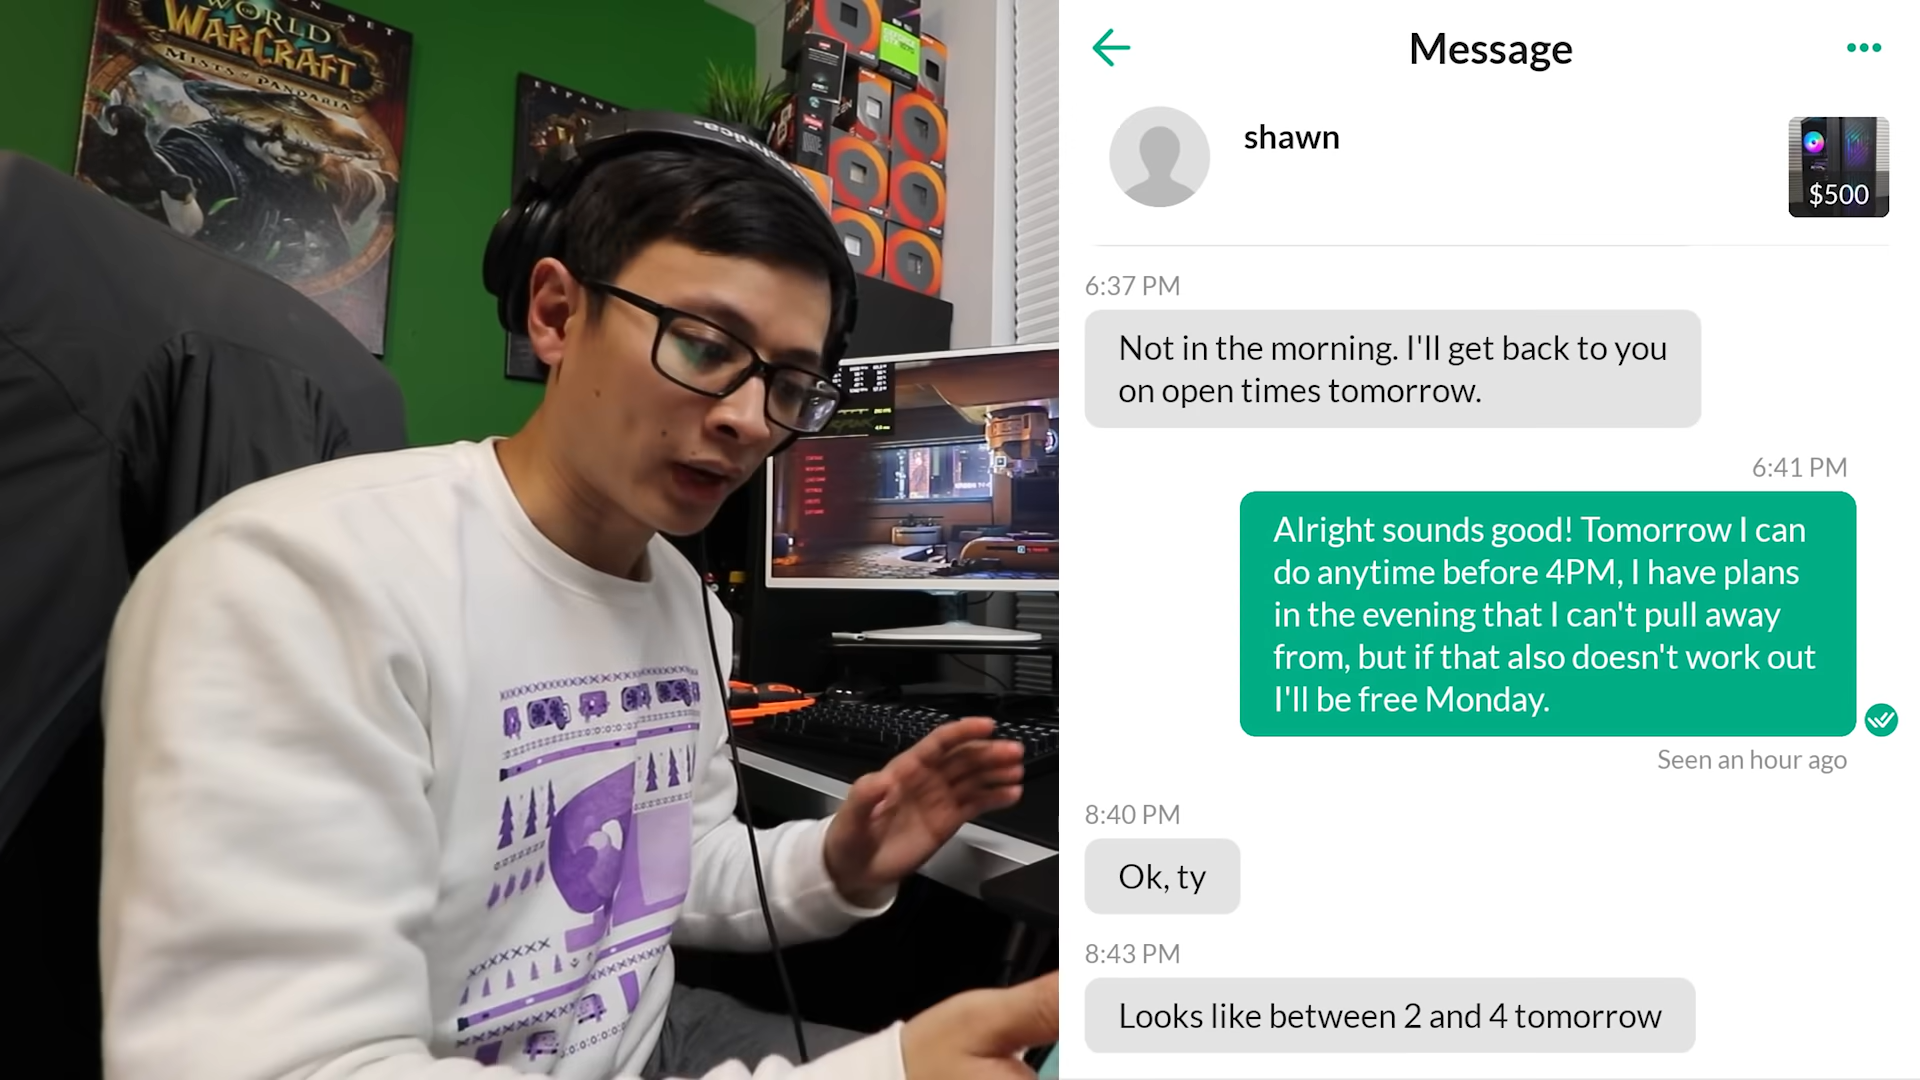 WORLD
OF
WARCRAFT
MISTS OF PANDARIA
EXPANS
Message
shawn
$500
6:37 PM
Not in the morning. I'll get back to you
on open times tomorrow.
6:41 PM
Alright sounds good! Tomorrow I can
do anytime before 4PM, I have plans
in the evening that I can't pull away
from, but if that also doesn't work out
I'll be free Monday.
Seen an hour ago
8:40 PM
Ok, ty
8:43 PM
Looks like between 2 and 4 tomorrow